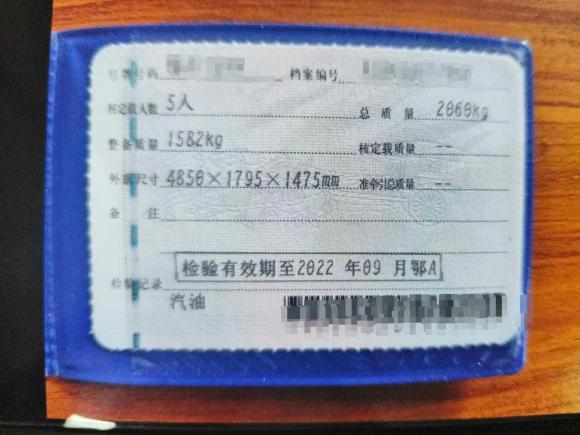 号牌号码 档案编号
核定载人数 5人 总质量 2060kg
整备质量 1582kg 核定载质量 --
外廓尺寸 4850×1795×1475mm 准牵引总质量 --
备注
检验有效期至2022 年09 月鄂A
检验记录
汽油